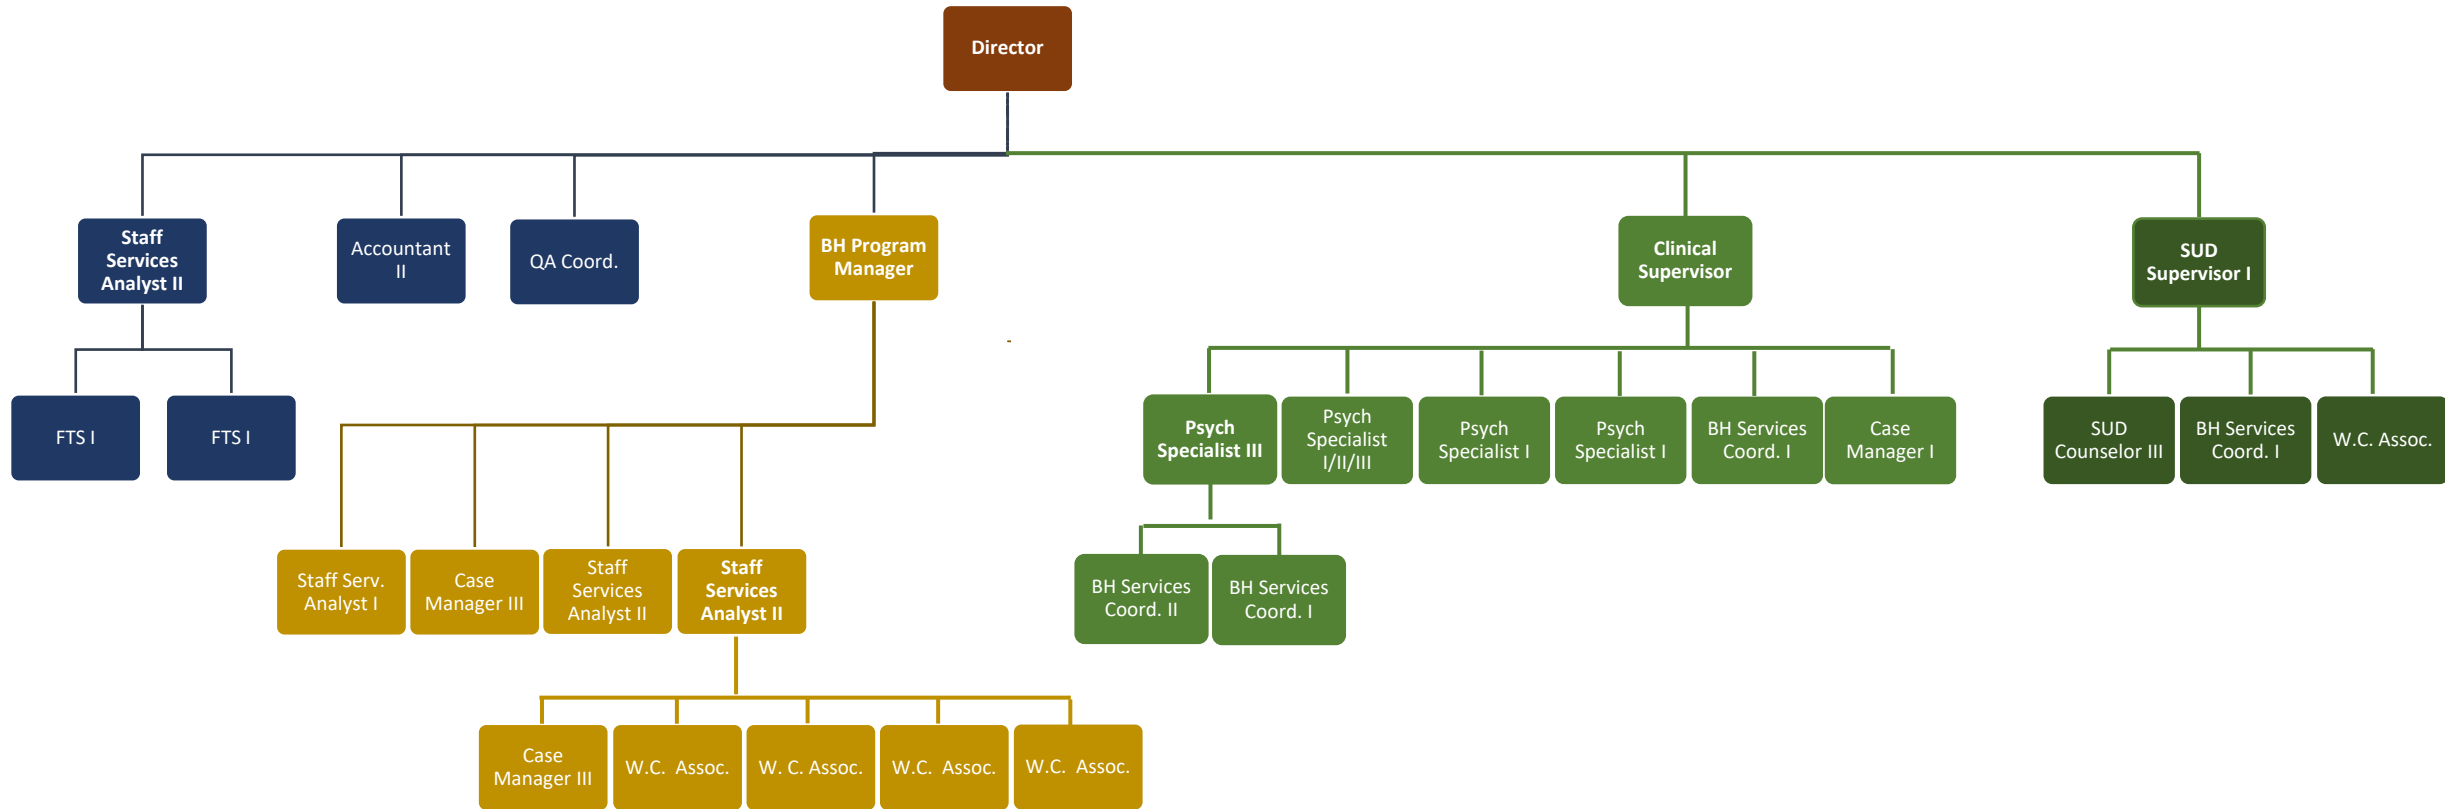 Director
Staff
Services
Analyst II
Accountant
II
QA Coord.
BH Program
Manager
Clinical
Supervisor
SUD
Supervisor I
FTS I
FTS I
Psych
Specialist III
Psych
Specialist
I/II/III
Psych
Specialist I
Psych
Specialist I
BH Services
Coord. I
Case
Manager I
SUD
Counselor III
BH Services
Coord. I
W.C. Assoc.
Staff Serv.
Analyst I
Case
Manager III
Staff
Services
Analyst II
Staff
Services
Analyst II
BH Services
Coord. II
BH Services
Coord. I
Case
Manager III
W.C.  Assoc.
W. C. Assoc.
W.C.  Assoc.
W.C.  Assoc.